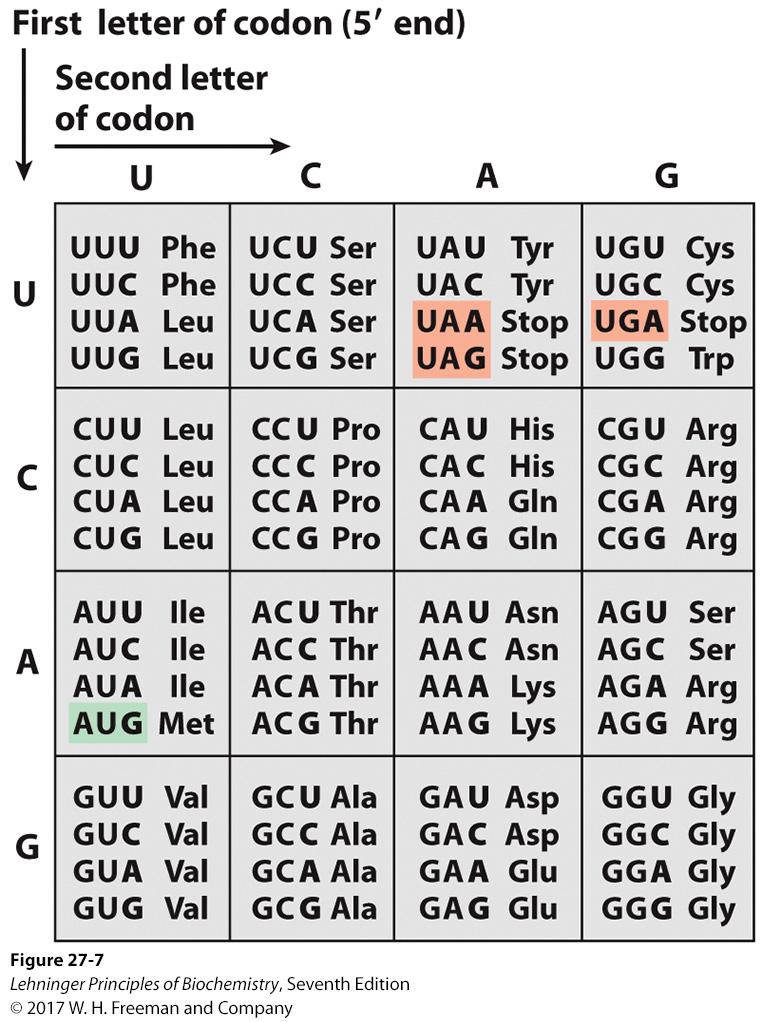 First letter of codon (5′ end)
Second letter
of codon
U C A G
U
UUU Phe UCU Ser UAU Tyr UGU Cys
UUC Phe UCC Ser UAC Tyr UGC Cys
UUA Leu UCA Ser UAA Stop UGA Stop
UUG Leu UCG Ser UAG Stop UGG Trp
C
CUU Leu CCU Pro CAU His CGU Arg
CUC Leu CCC Pro CAC His CGC Arg
CUA Leu CCA Pro CAA Gln CGA Arg
CUG Leu CCG Pro CAG Gln CGG Arg
A
AUU Ile ACU Thr AAU Asn AGU Ser
AUC Ile ACC Thr AAC Asn AGC Ser
AUA Ile ACA Thr AAA Lys AGA Arg
AUG Met ACG Thr AAG Lys AGG Arg
G
GUU Val GCU Ala GAU Asp GGU Gly
GUC Val GCC Ala GAC Asp GGC Gly
GUA Val GCA Ala GAA Glu GGA Gly
GUG Val GCG Ala GAG Glu GGG Gly
Figure 27-7
Lehninger Principles of Biochemistry, Seventh Edition
© 2017 W. H. Freeman and Company